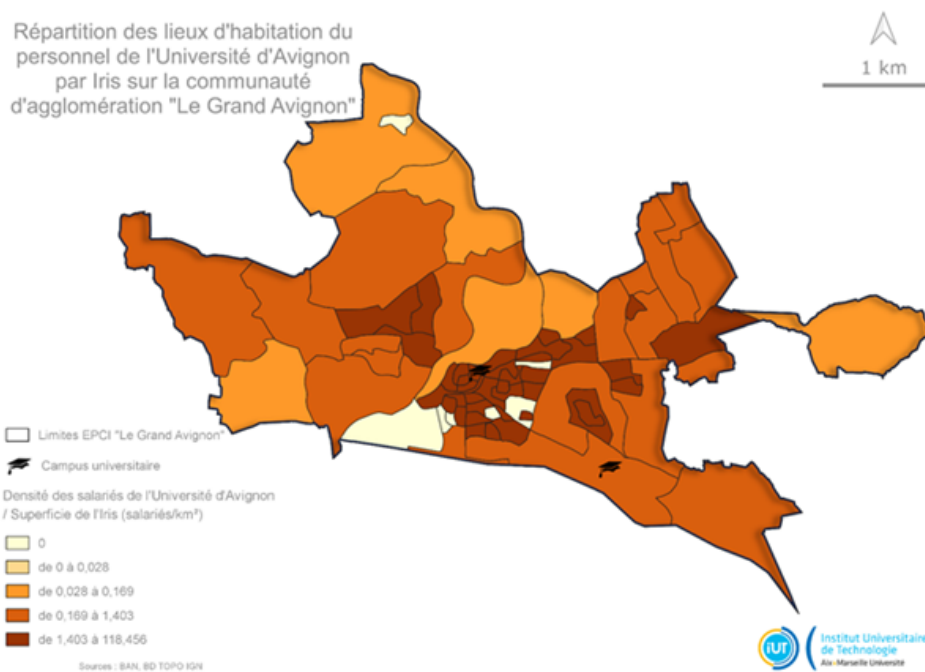 Répartition des lieux d'habitation du
personnel de l'Université d'Avignon
par Iris sur la communauté
d'agglomération "Le Grand Avignon"
1 km
Limites EPCI "Le Grand Avignon"
Campus universitaire
Densité des salariés de l'Université d'Avignon
/ Superficie de l'Iris (salariés/km²)
0
de 0 à 0,028
de 0,028 à 0,169
de 0,169 à 1,403
de 1,403 à 118,456
Sources : BAN, BD TOPO IGN
iUT
Institut Universitaire
de Technologie
Aix-Marseille Université